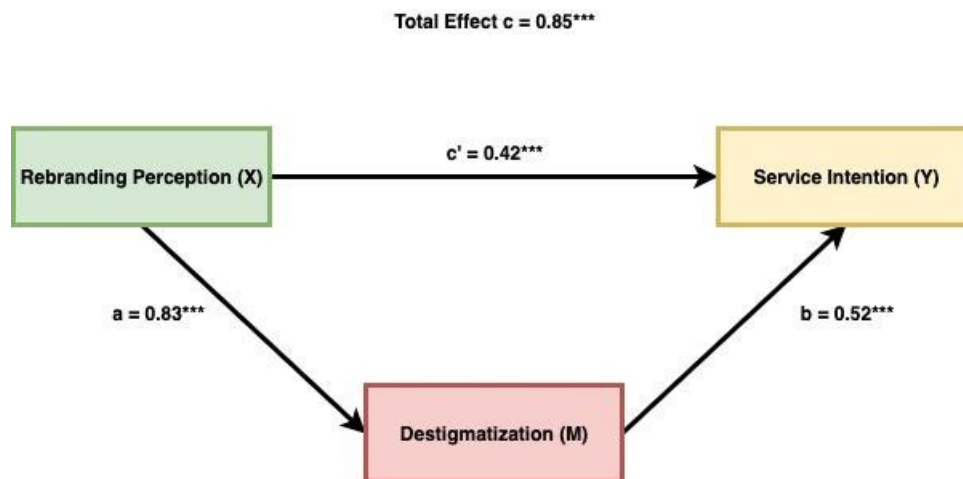 Total Effect c = 0.85***
c' = 0.42***
Rebranding Perception (X)
Service Intention (Y)
a = 0.83***
b = 0.52***
Destigmatization (M)